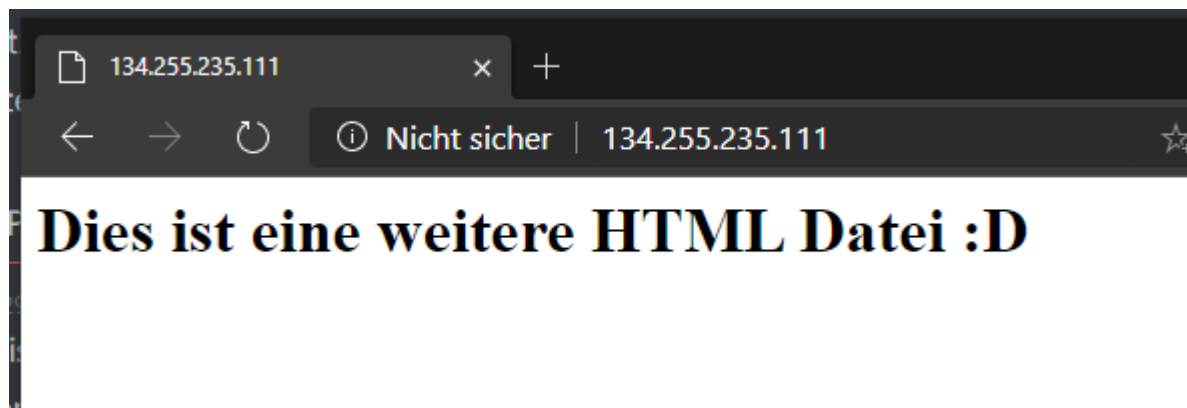 134.255.235.111
Nicht sicher 134.255.235.111
Dies ist eine weitere HTML Datei :D